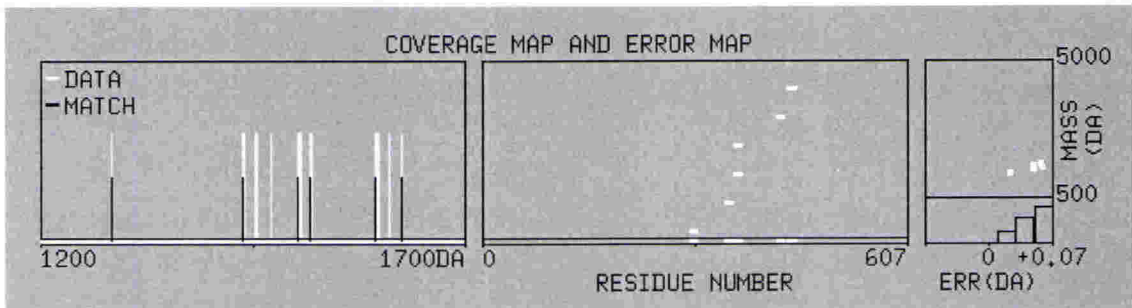 COVERAGE MAP AND ERROR MAP
DATA
MATCH
5000
MASS
(DA)
500
1200
1700DA
0
607
0
+0.07
RESIDUE NUMBER
ERR(DA)